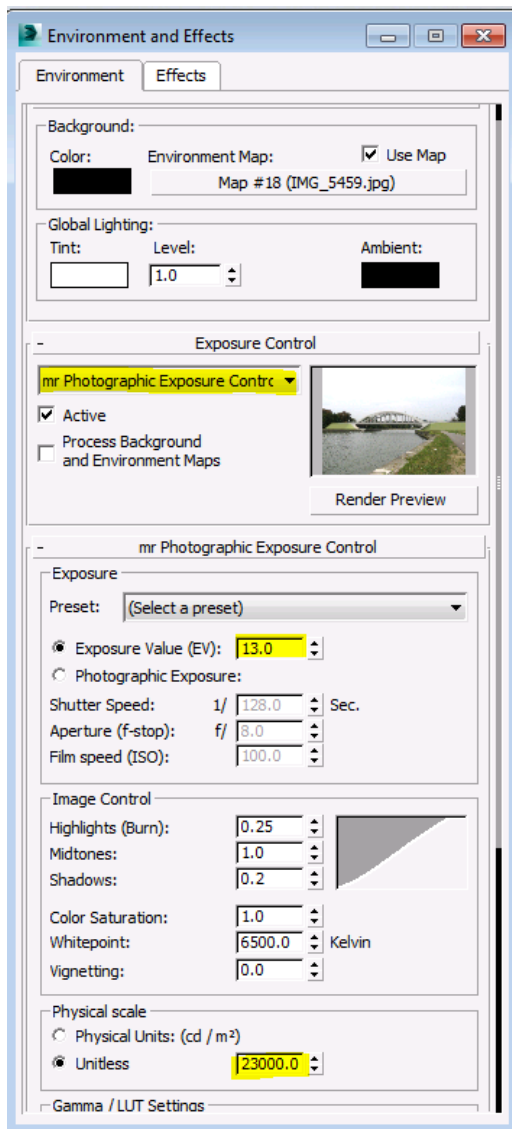 Environment and Effects
Environment Effects
Background:
Color: Environment Map: Use Map
Map #18 (IMG_5459.jpg)
Global Lighting:
Tint: Level: Ambient:
1.0
- Exposure Control
mr Photographic Exposure Contrc
Active
Process Background
and Environment Maps
Render Preview
- mr Photographic Exposure Control
Exposure
Preset: (Select a preset)
Exposure Value (EV): 13.0
Photographic Exposure:
Shutter Speed: 1/ 128.0 Sec.
Aperture (f-stop): f/ 8.0
Film speed (ISO): 100.0
Image Control
Highlights (Burn): 0.25
Midtones: 1.0
Shadows: 0.2
Color Saturation: 1.0
Whitepoint: 6500.0 Kelvin
Vignetting: 0.0
Physical scale
Physical Units: (cd / m²)
Unitless 23000.0
Gamma / LUT Settings